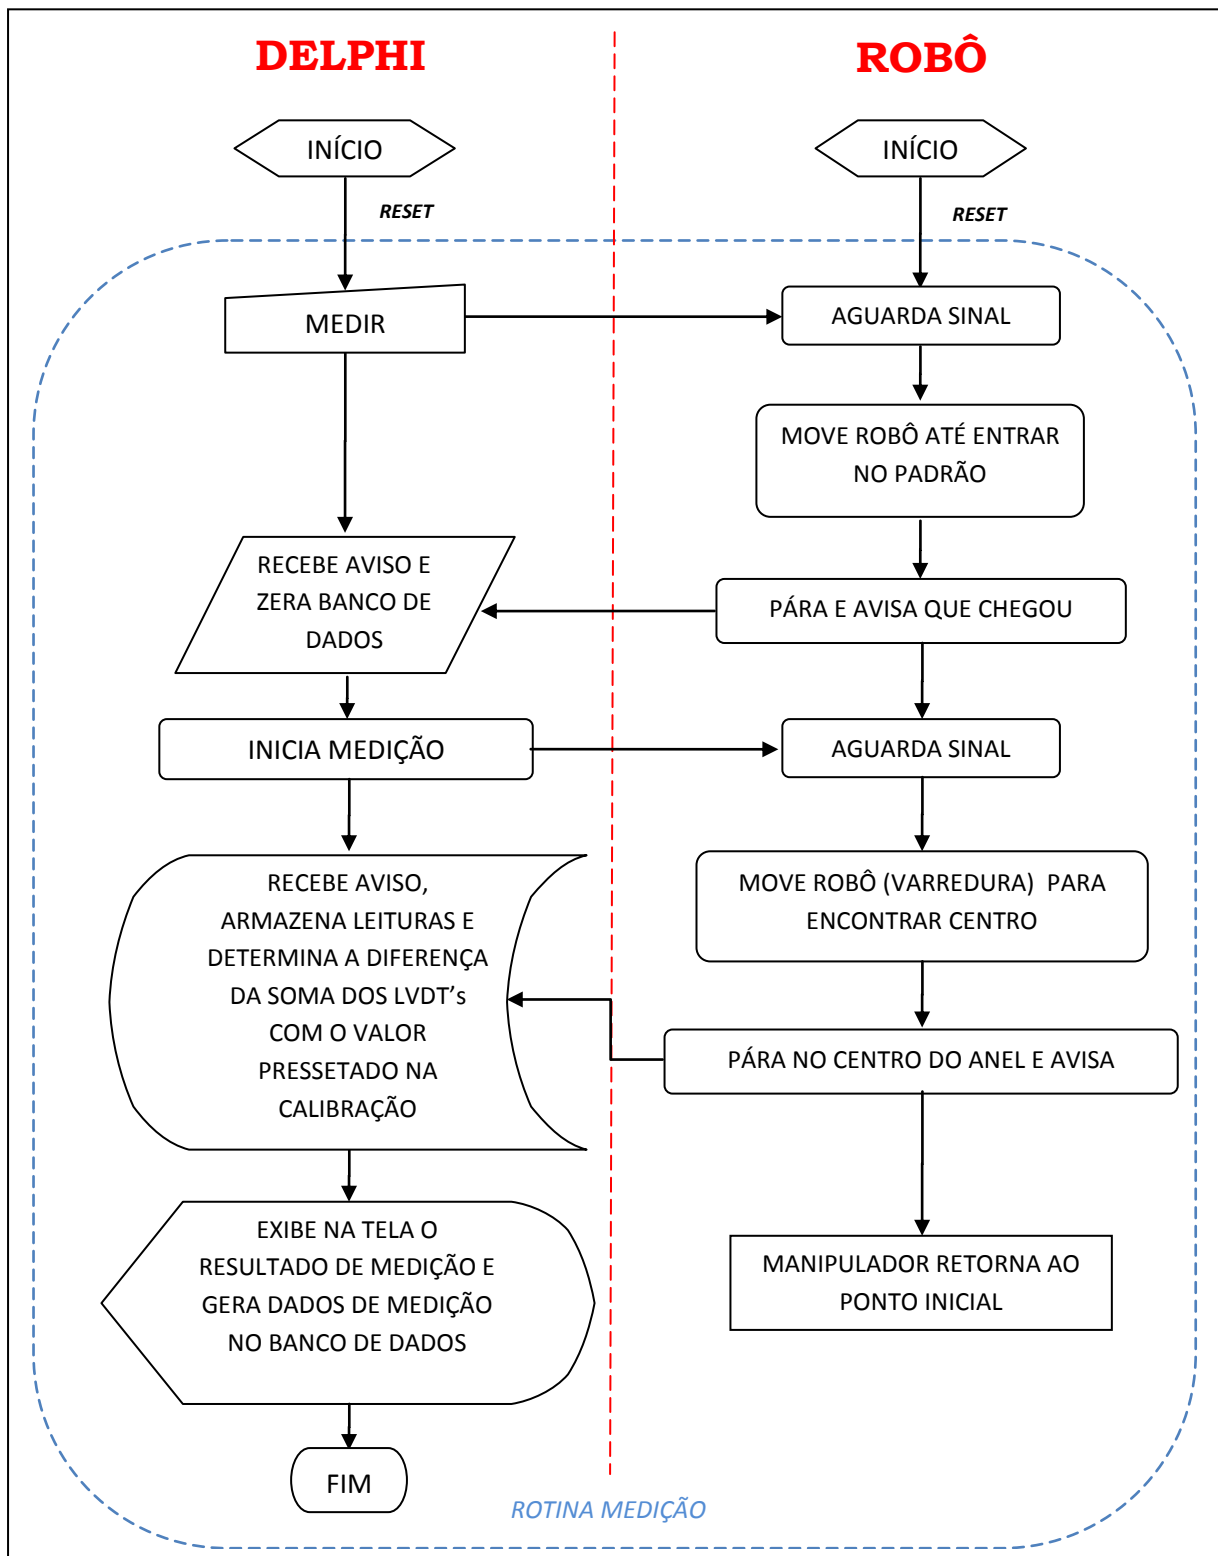 DELPHI
ROBÔ
INÍCIO
INÍCIO
RESET
RESET
MEDIR
AGUARDA SINAL
MOVE ROBÔ ATÉ ENTRAR
NO PADRÃO
RECEBE AVISO E
ZERA BANCO DE
DADOS
PÁRA E AVISA QUE CHEGOU
INICIA MEDIÇÃO
AGUARDA SINAL
RECEBE AVISO,
ARMAZENA LEITURAS E
DETERMINA A DIFERENÇA
DA SOMA DOS LVDT's
COM O VALOR
PRESSETADO NA
CALIBRAÇÃO
MOVE ROBÔ (VARREDURA) PARA
ENCONTRAR CENTRO
PÁRA NO CENTRO DO ANEL E AVISA
EXIBE NA TELA O
RESULTADO DE MEDIÇÃO E
GERA DADOS DE MEDIÇÃO
NO BANCO DE DADOS
MANIPULADOR RETORNA AO
PONTO INICIAL
FIM
ROTINA MEDIÇÃO